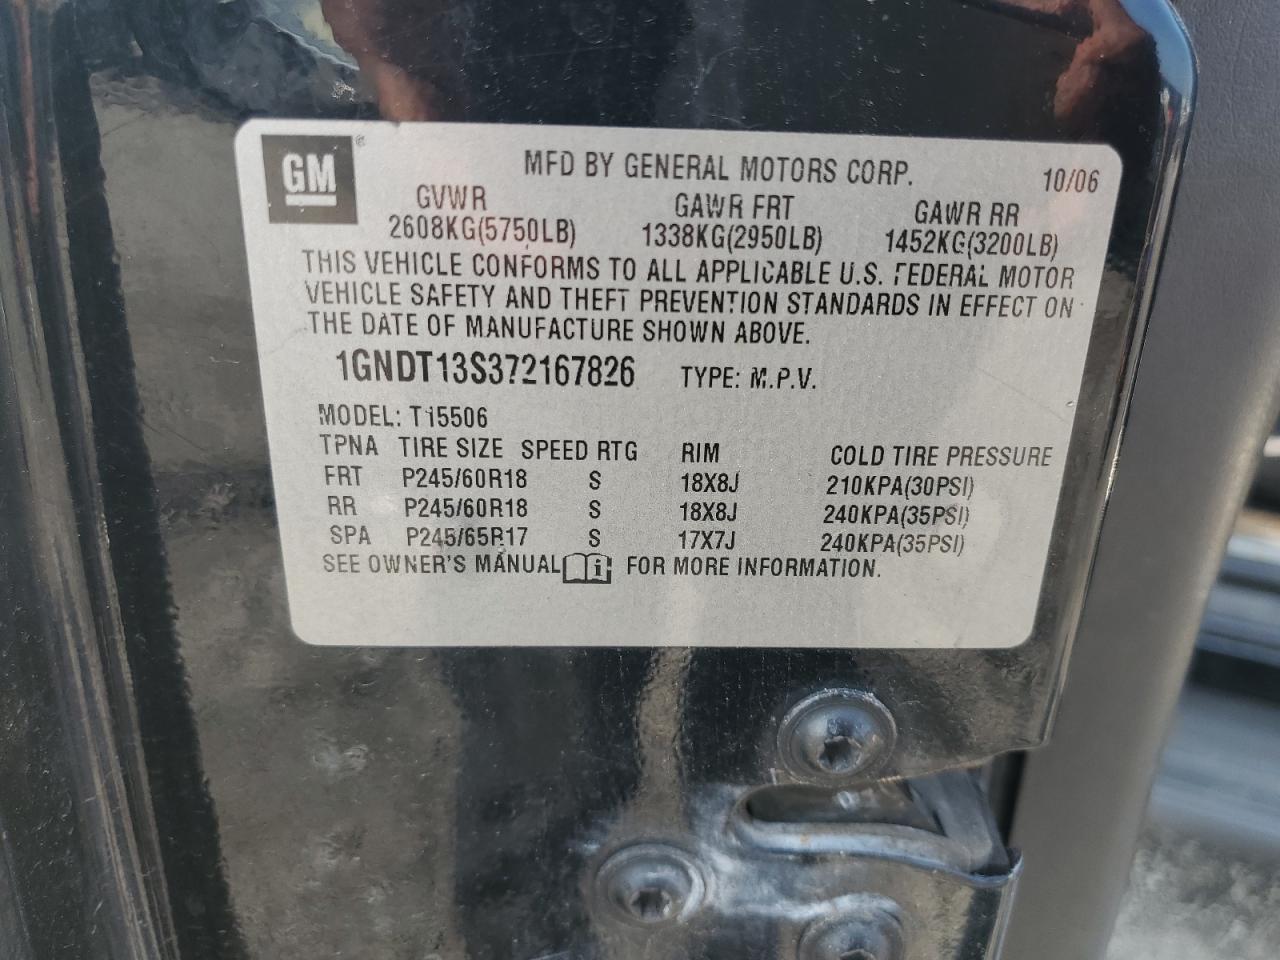 GM ®
MFD BY GENERAL MOTORS CORP. 10/06
GVWR GAWR FRT GAWR RR
2608KG(5750LB) 1338KG(2950LB) 1452KG(3200LB)
THIS VEHICLE CONFORMS TO ALL APPLICABLE U.S. FEDERAL MOTOR
VEHICLE SAFETY AND THEFT PREVENTION STANDARDS IN EFFECT ON
THE DATE OF MANUFACTURE SHOWN ABOVE.
1GNDT13S372167826 TYPE: M.P.V.
MODEL: T15506
TPNA TIRE SIZE SPEED RTG RIM COLD TIRE PRESSURE
FRT P245/60R18 S 18X8J 210KPA(30PSI)
RR P245/60R18 S 18X8J 240KPA(35PSI)
SPA P245/65R17 S 17X7J 240KPA(35PSI)
SEE OWNER'S MANUAL i FOR MORE INFORMATION.